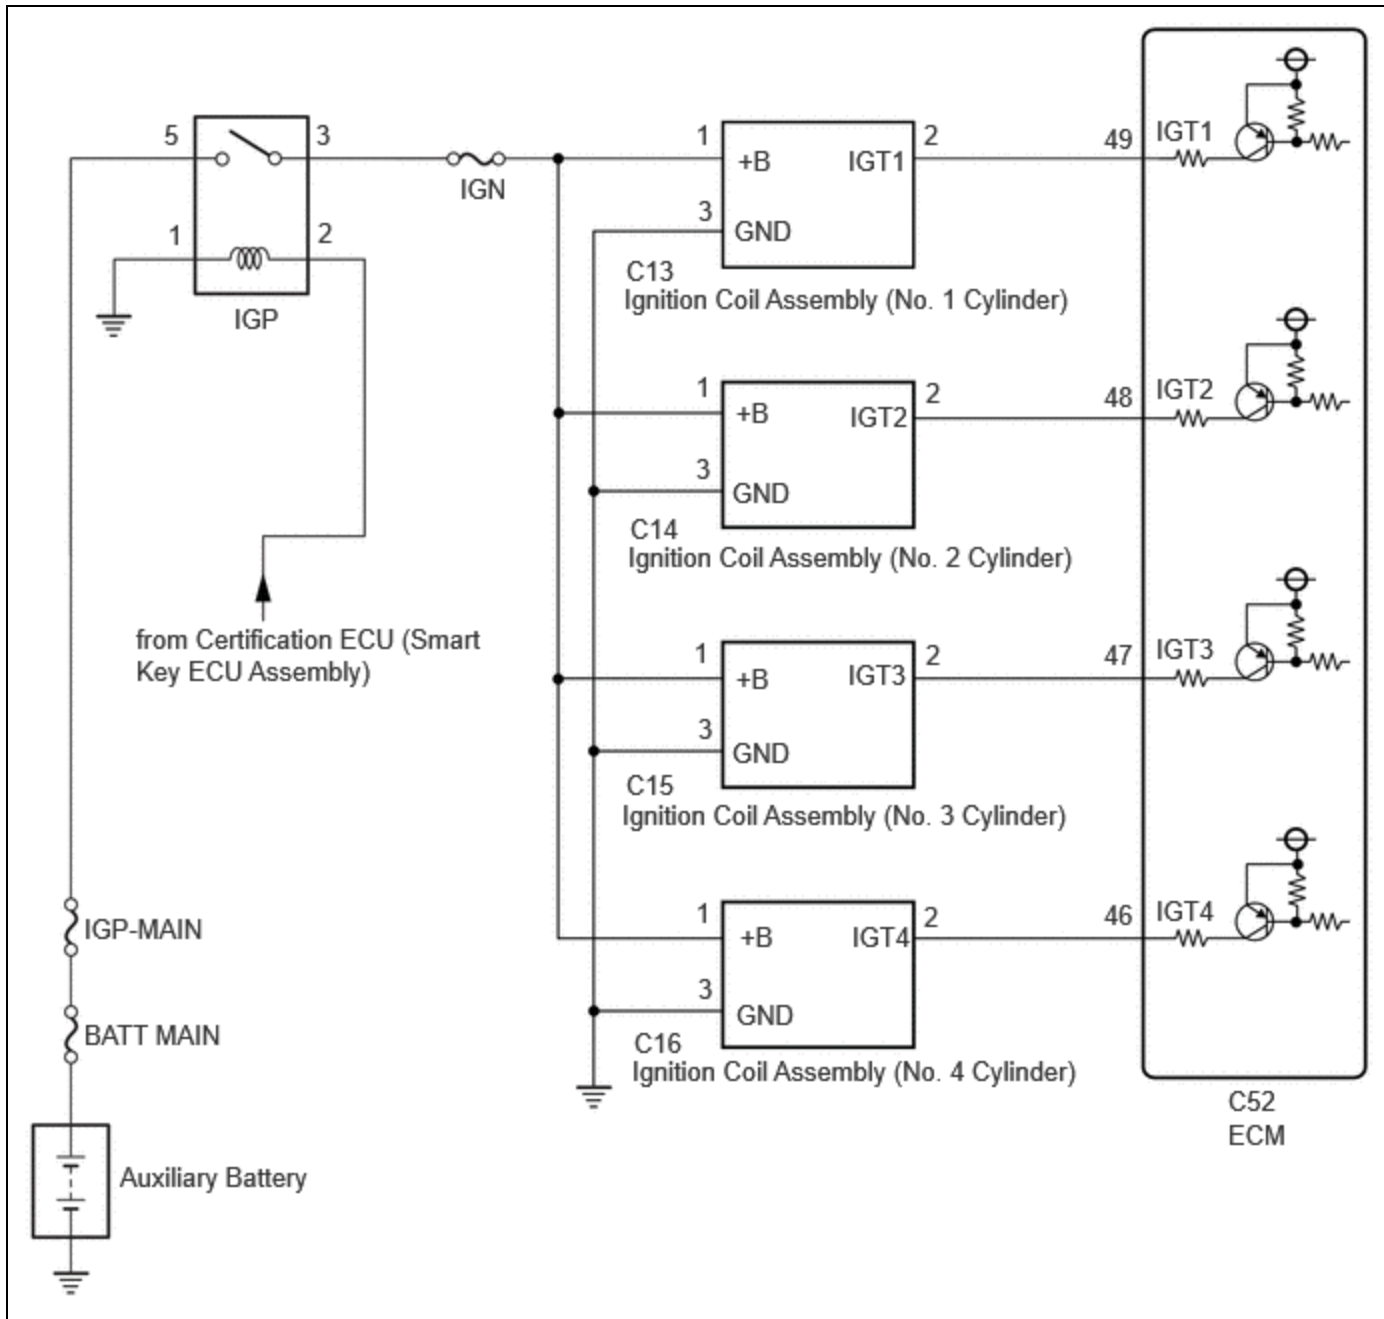 5
3
IGN
1
2
IGP
from Certification ECU (Smart
Key ECU Assembly)
IGP-MAIN
BATT MAIN
Auxiliary Battery
1
+B
IGT1
2
3
GND
C13
Ignition Coil Assembly (No. 1 Cylinder)
49
IGT1
1
+B
IGT2
2
3
GND
C14
Ignition Coil Assembly (No. 2 Cylinder)
48
IGT2
1
+B
IGT3
2
3
GND
C15
Ignition Coil Assembly (No. 3 Cylinder)
47
IGT3
1
+B
IGT4
2
3
GND
C16
Ignition Coil Assembly (No. 4 Cylinder)
46
IGT4
C52
ECM